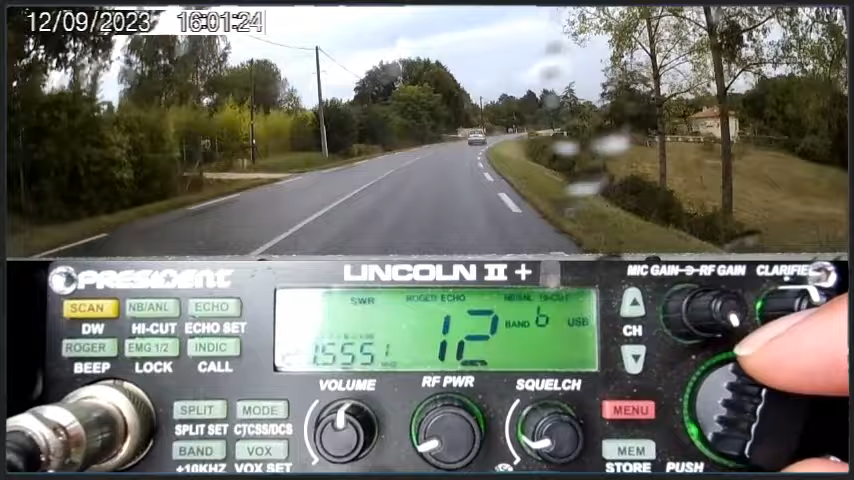 12/09/2023 16:01:24
PRESIDENT
LINCOLN II +
MIC GAIN RF GAIN CLARIFIER
SCAN NB/ANL ECHO
DW HI-CUT ECHO SET
ROGER EMG 1/2 INDIC
BEEP LOCK CALL
SPLIT MODE
SPLIT SET CTCSS/DCS
BAND VOX
+10KHZ VOX SET
SWR ROGER ECHO NB/ANL HI-CUT
12 BAND b USB
VOLUME RF PWR SQUELCH
CH
MENU
MEM
STORE PUSH